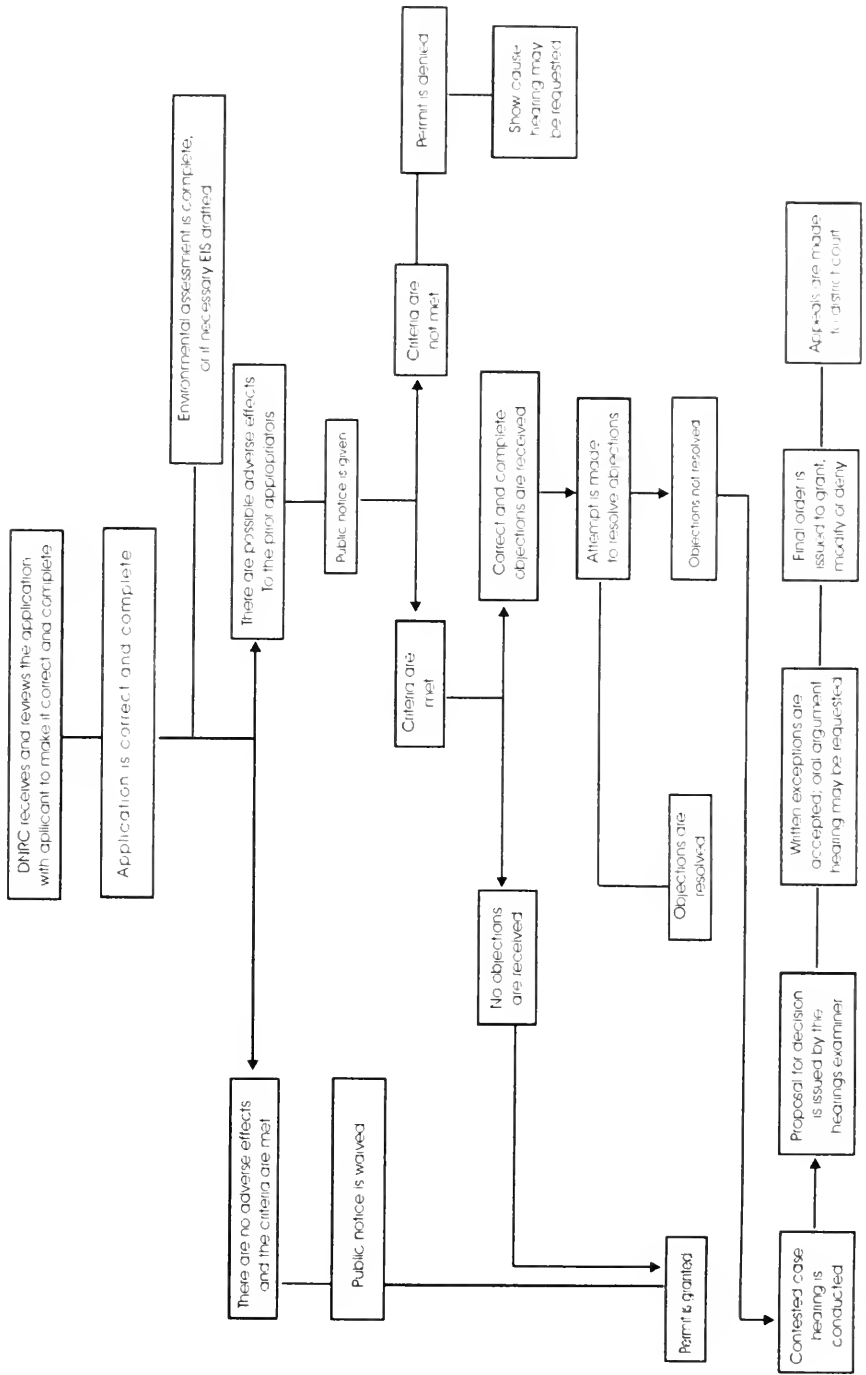 DNRC receives and reviews the application
with aplicant to make it correct and complete
Application is correct and complete
Environmental assessment is complete,
or if necessary EIS drafted
There are no adverse effects
and the criteria are met
There are possible adverse effects
To the prior appropriators
Public notice is waived
Public notice is given
Criteria are
met
Criteria are
not met
Permit is denied
Show cause
hearing may
be requested
No objections
are received
Correct and complete
objections are received
Attempt is made
to resolve objections
Permit is granted
Objections are
resolved
Objections not resolved
Contested case
hearing is
conducted
Proposal for decision
is issued by the
hearings examiner
Written exceptions are
accepted; oral argument
hearing may be requested
Final order is
issued to grant,
modify or deny
Appeals are made
to district court